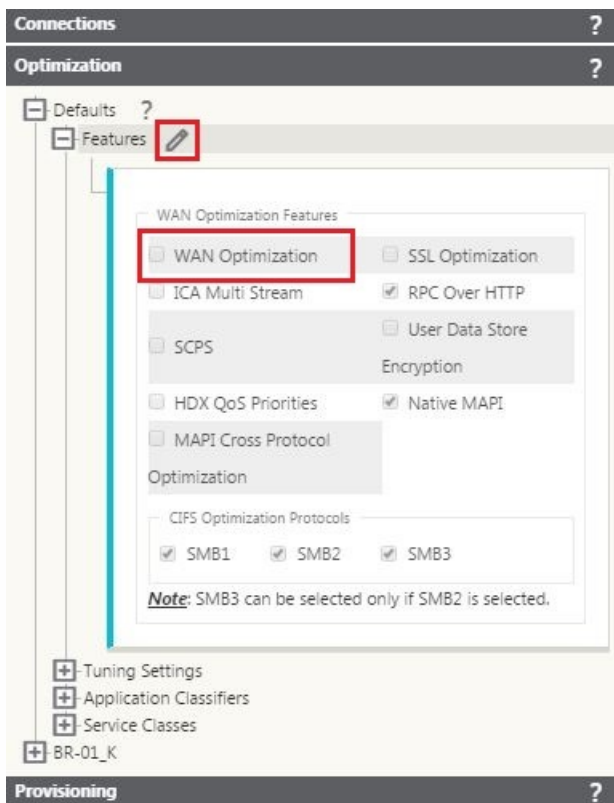 Connections ?
Optimization ?
Defaults ?
Features
WAN Optimization Features
WAN Optimization
SSL Optimization
ICA Multi Stream
RPC Over HTTP
SCPS
User Data Store
Encryption
HDX QoS Priorities
Native MAPI
MAPI Cross Protocol
Optimization
CIFS Optimization Protocols
SMB1 SMB2 SMB3
Note: SMB3 can be selected only if SMB2 is selected.
Tuning Settings
Application Classifiers
Service Classes
BR-01_K
Provisioning ?